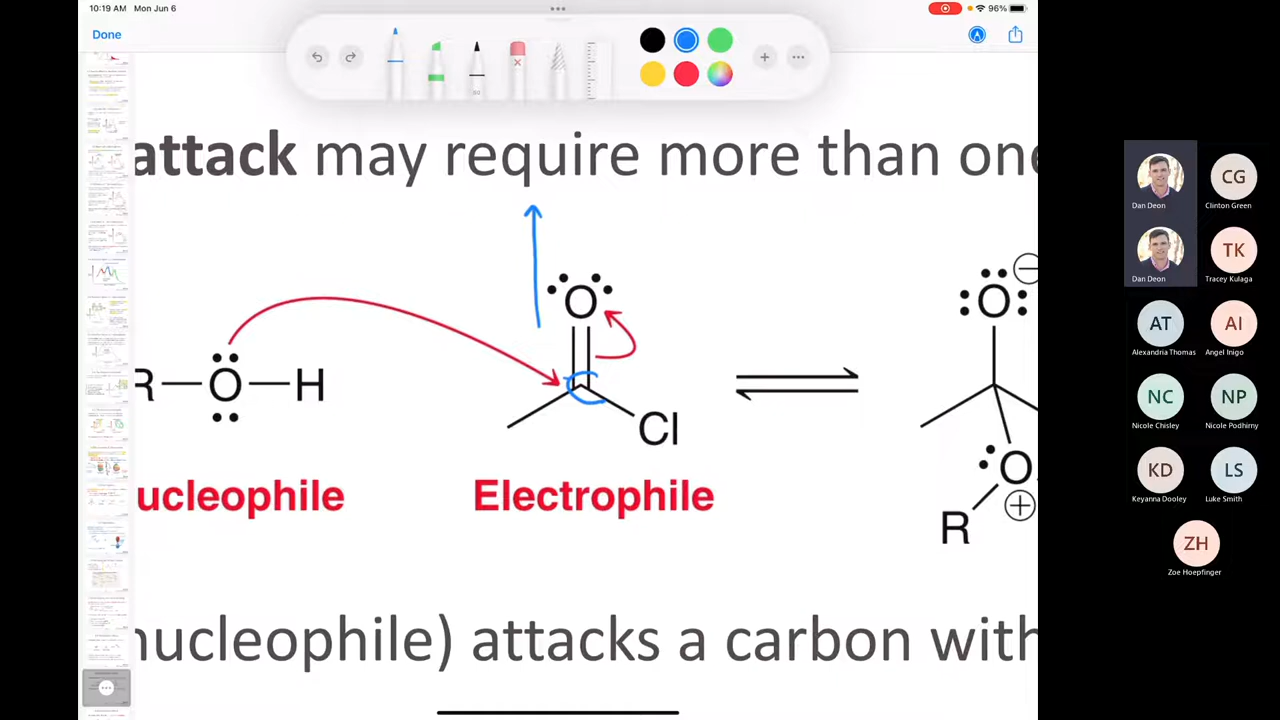 10:19 AM Mon Jun 6
96%
Done
attack may require more than one
O
R—O—H
Cl
O
O
R
ucleophile
Electrophile
nucleophile) attacks a carbon with
CG
Dan Deon
Clinton Green
TK
Dan Deon
Tracey Kulaga
AT
AI
Alexandria Thomas
Angel Inigo
NC
NP
Nicole Chisley
Nicole Podhirny
KD
LS
Keyanna Dooley
Luke Smith
ZH
Zoe Hoepfinger